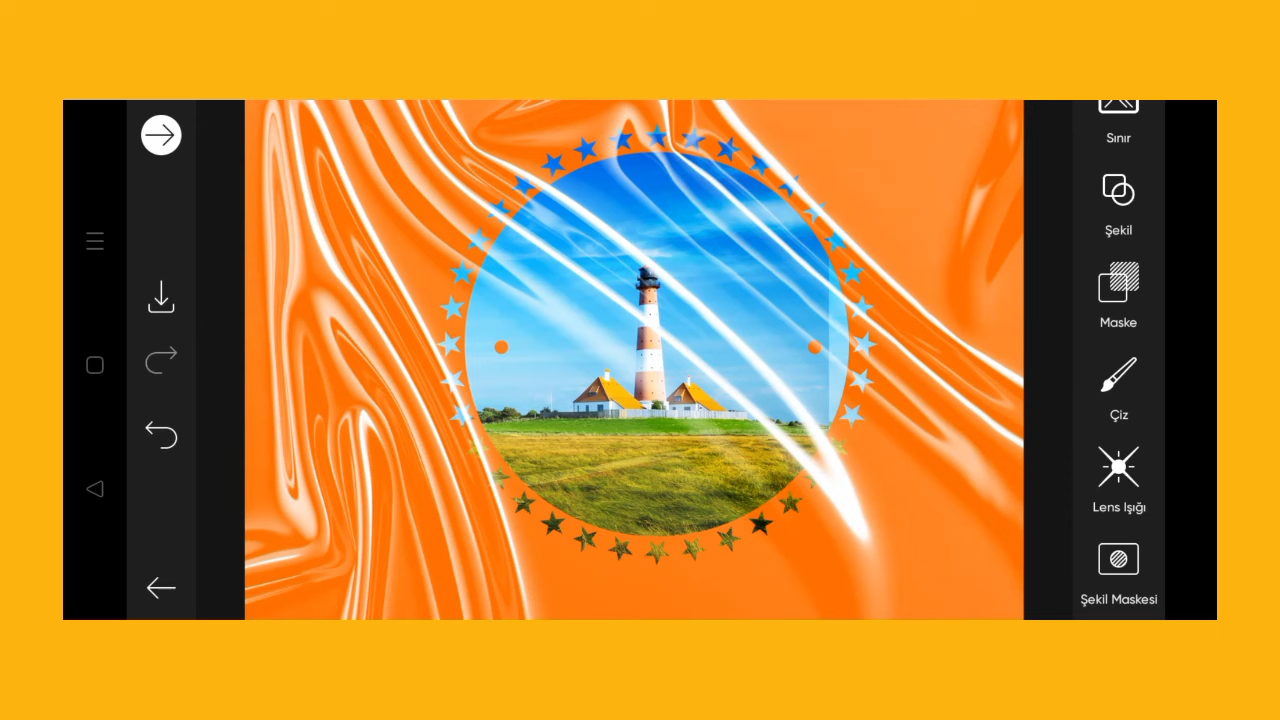 Sınır
Şekil
Maske
Çiz
Lens Işığı
Şekil Maskesi